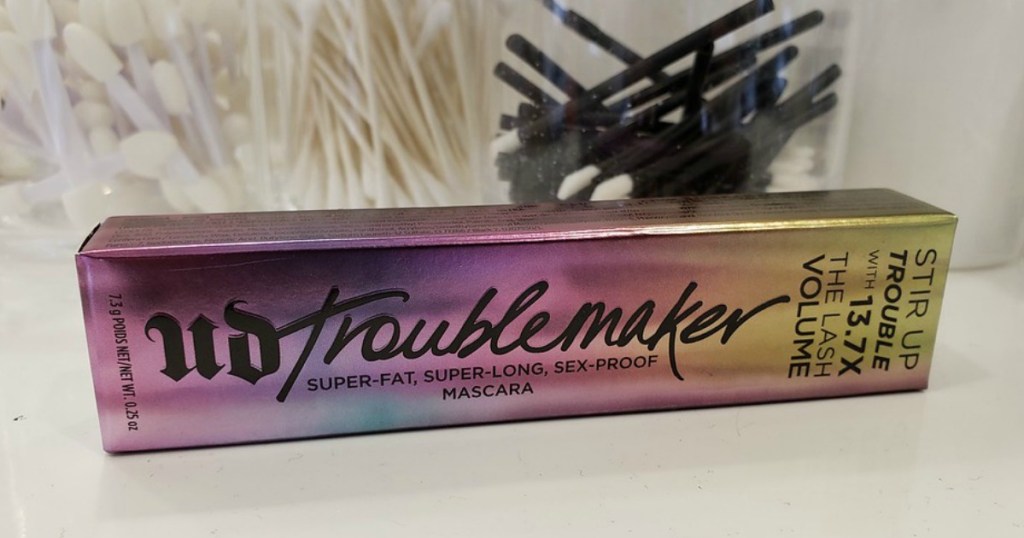 7.3 g POIDS NET/NET WT. 0.25 oz
UD troublemaker
SUPER-FAT, SUPER-LONG, SEX-PROOF
MASCARA
STIR UP
TROUBLE
WITH 13.7X
THE LASH
VOLUME